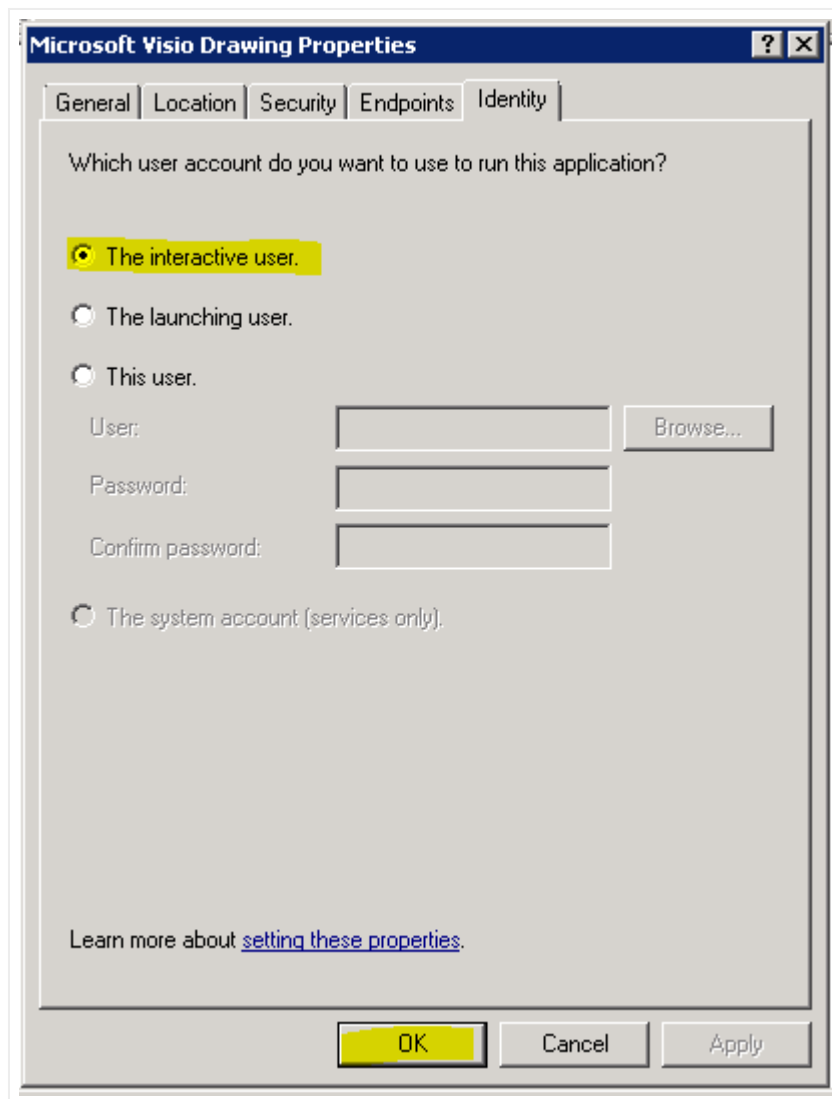 Microsoft Visio Drawing Properties
General Location Security Endpoints Identity
Which user account do you want to use to run this application?
The interactive user.
The launching user.
This user.
User: Browse...
Password:
Confirm password:
The system account (services only).
Learn more about setting these properties.
OK Cancel Apply